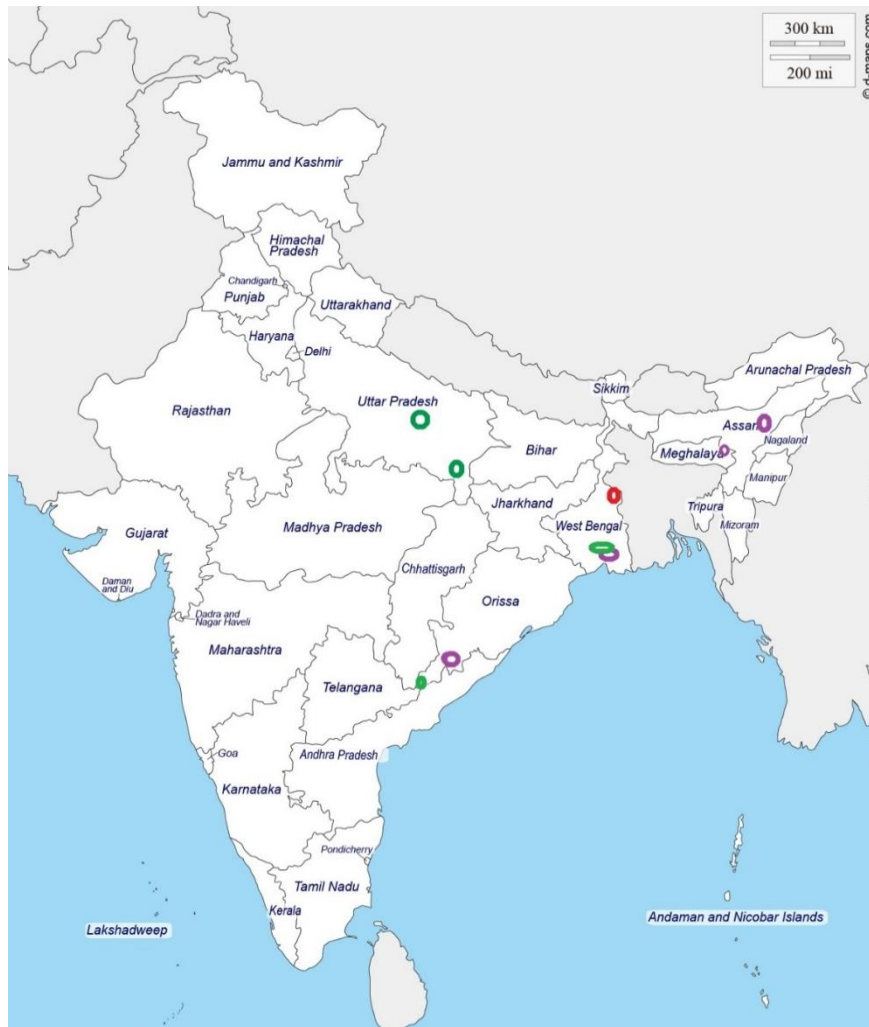 300 km
200 mi
© d-maps.com
Jammu and Kashmir
Himachal
Pradesh
Chandigarh
Punjab
Uttarakhand
Haryana
Delhi
Rajasthan
Uttar Pradesh
Sikkim
Arunachal Pradesh
Assam
Nagaland
Meghalaya
Bihar
Manipur
Jharkhand
Tripura
Mizoram
West Bengal
Gujarat
Madhya Pradesh
Chhattisgarh
Daman
and Diu
Orissa
Dadra and
Nagar Haveli
Maharashtra
Telangana
Goa
Andhra Pradesh
Karnataka
Pondicherry
Tamil Nadu
Kerala
Lakshadweep
Andaman and Nicobar Islands